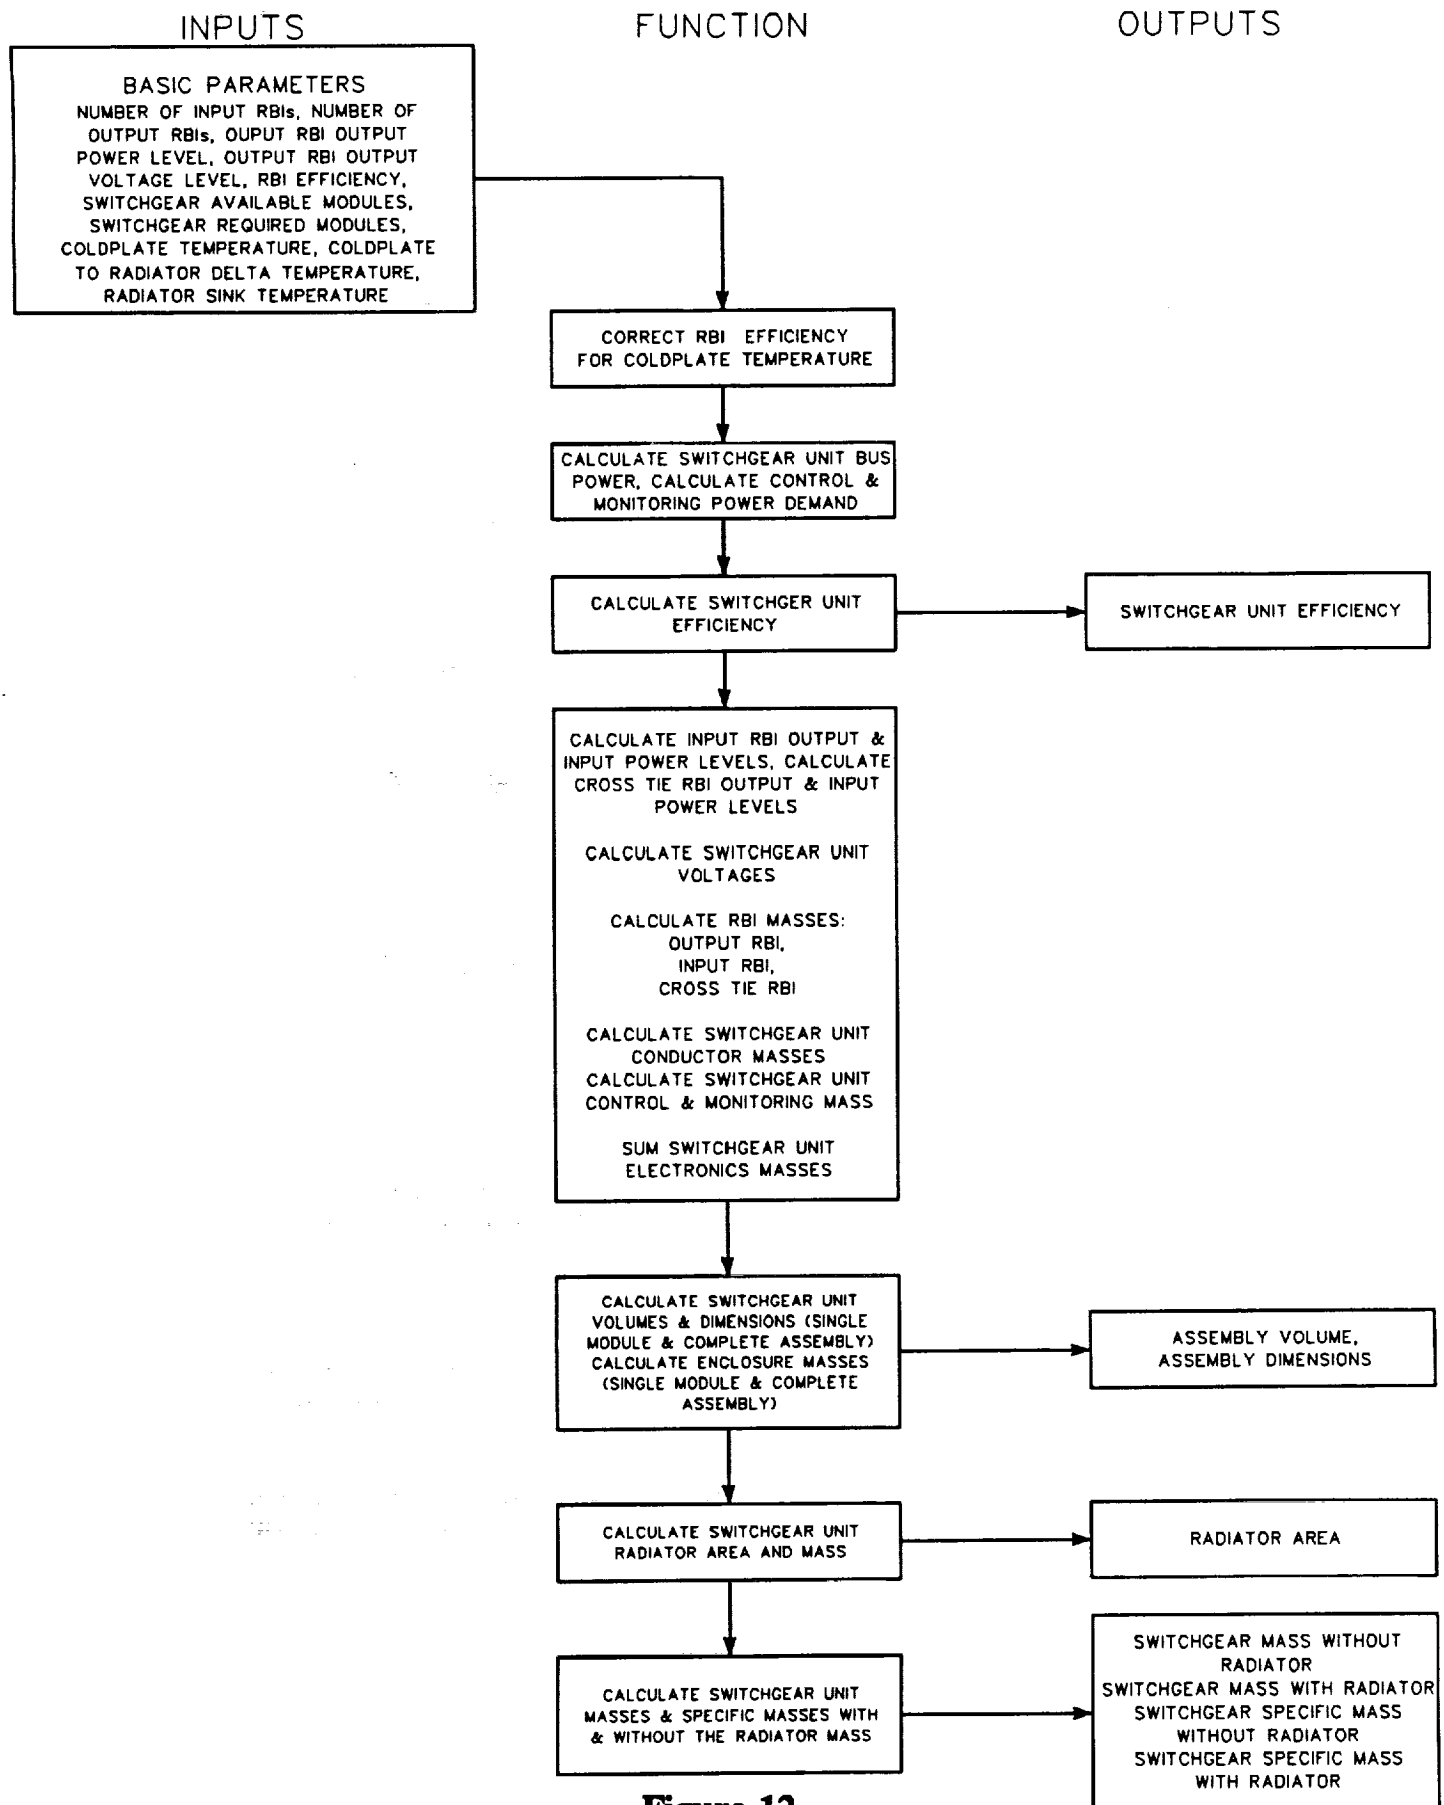 INPUTS
FUNCTION
OUTPUTS
BASIC PARAMETERS
NUMBER OF INPUT RBIs, NUMBER OF
OUTPUT RBIs, OUPUT RBI OUTPUT
POWER LEVEL, OUTPUT RBI OUTPUT
VOLTAGE LEVEL, RBI EFFICIENCY,
SWITCHGEAR AVAILABLE MODULES,
SWITCHGEAR REQUIRED MODULES,
COLDPLATE TEMPERATURE, COLDPLATE
TO RADIATOR DELTA TEMPERATURE,
RADIATOR SINK TEMPERATURE
CORRECT RBI EFFICIENCY
FOR COLDPLATE TEMPERATURE
CALCULATE SWITCHGEAR UNIT BUS
POWER, CALCULATE CONTROL &
MONITORING POWER DEMAND
CALCULATE SWITCHGER UNIT
EFFICIENCY
SWITCHGEAR UNIT EFFICIENCY
CALCULATE INPUT RBI OUTPUT &
INPUT POWER LEVELS, CALCULATE
CROSS TIE RBI OUTPUT & INPUT
POWER LEVELS
CALCULATE SWITCHGEAR UNIT
VOLTAGES
CALCULATE RBI MASSES:
OUTPUT RBI,
INPUT RBI,
CROSS TIE RBI
CALCULATE SWITCHGEAR UNIT
CONDUCTOR MASSES
CALCULATE SWITCHGEAR UNIT
CONTROL & MONITORING MASS
SUM SWITCHGEAR UNIT
ELECTRONICS MASSES
CALCULATE SWITCHGEAR UNIT
VOLUMES & DIMENSIONS (SINGLE
MODULE & COMPLETE ASSEMBLY)
CALCULATE ENCLOSURE MASSES
(SINGLE MODULE & COMPLETE
ASSEMBLY)
ASSEMBLY VOLUME,
ASSEMBLY DIMENSIONS
CALCULATE SWITCHGEAR UNIT
RADIATOR AREA AND MASS
RADIATOR AREA
CALCULATE SWITCHGEAR UNIT
MASSES & SPECIFIC MASSES WITH
& WITHOUT THE RADIATOR MASS
SWITCHGEAR MASS WITHOUT
RADIATOR
SWITCHGEAR MASS WITH RADIATOR
SWITCHGEAR SPECIFIC MASS
WITHOUT RADIATOR
SWITCHGEAR SPECIFIC MASS
WITH RADIATOR
Figure 12